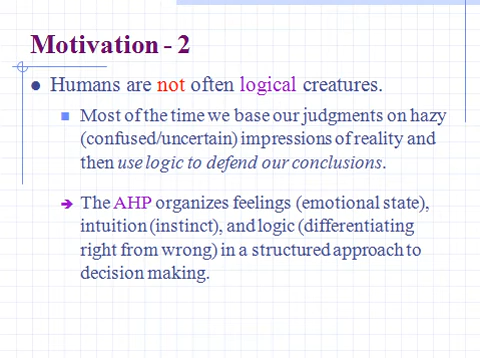 Motivation - 2
Humans are not often logical creatures.
Most of the time we base our judgments on hazy
(confused/uncertain) impressions of reality and
then use logic to defend our conclusions.
The AHP organizes feelings (emotional state),
intuition (instinct), and logic (differentiating
right from wrong) in a structured approach to
decision making.